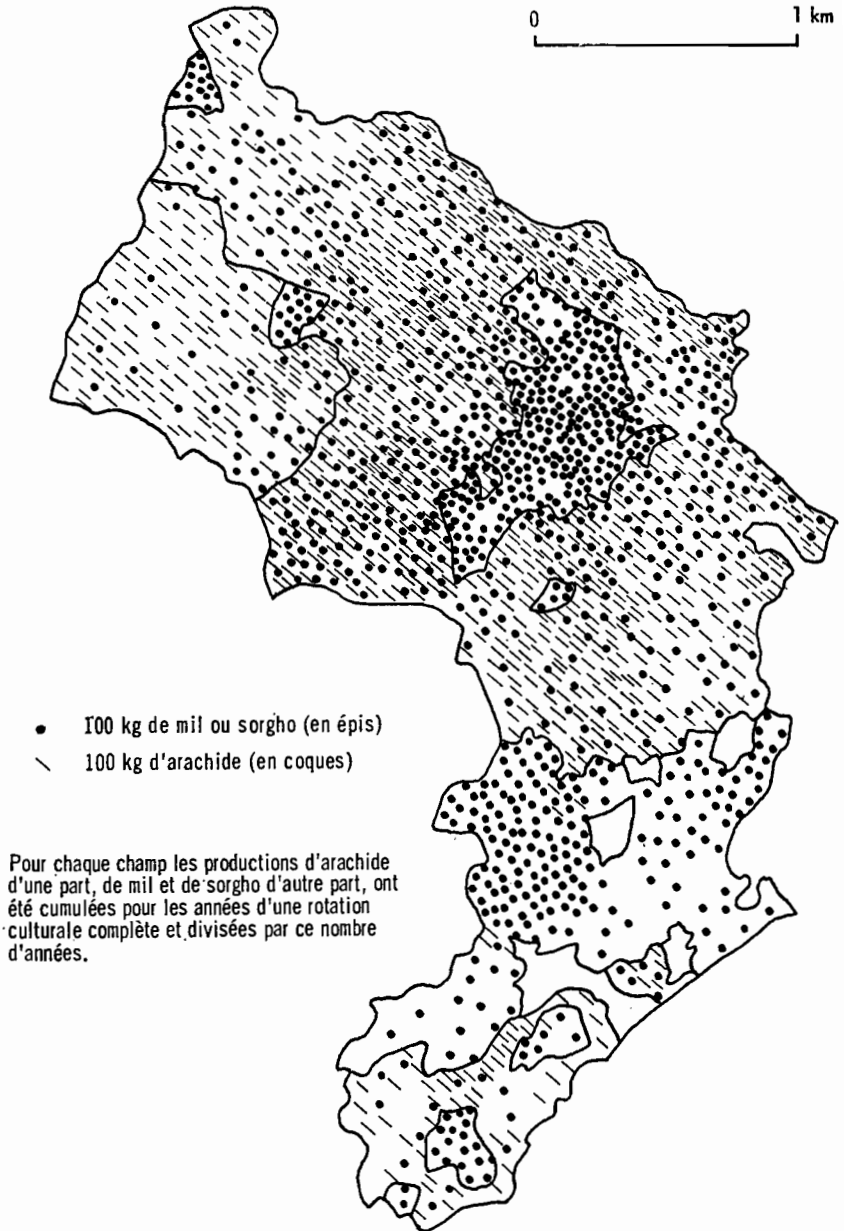 0 1 km
100 kg de mil ou sorgho (en épis)
100 kg d'arachide (en coques)
Pour chaque champ les productions d'arachide
d'une part, de mil et de sorgho d'autre part, ont
été cumulées pour les années d'une rotation
culturale complète et divisées par ce nombre
d'années.